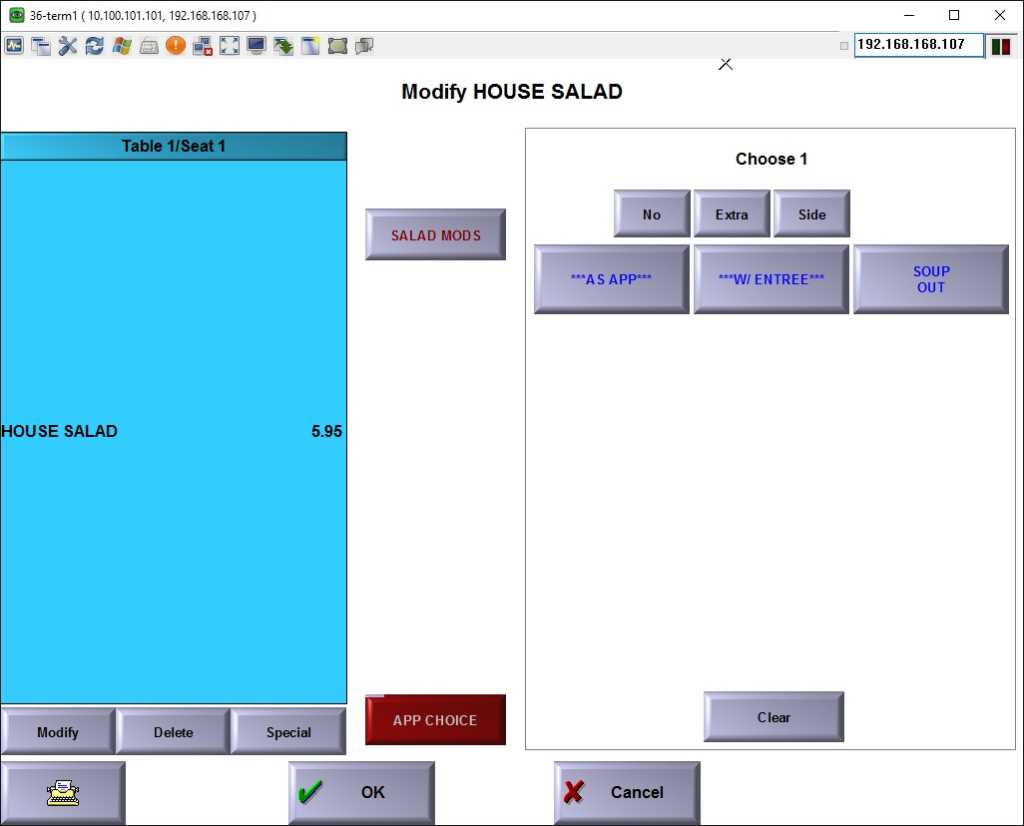 36-term1 ( 10.100.101.101, 192.168.168.107 )
192.168.168.107
Modify HOUSE SALAD
Table 1/Seat 1
HOUSE SALAD 5.95
SALAD MODS
APP CHOICE
Choose 1
No Extra Side
***AS APP*** ***W/ ENTREE*** SOUP
OUT
Clear
Modify Delete Special
OK Cancel